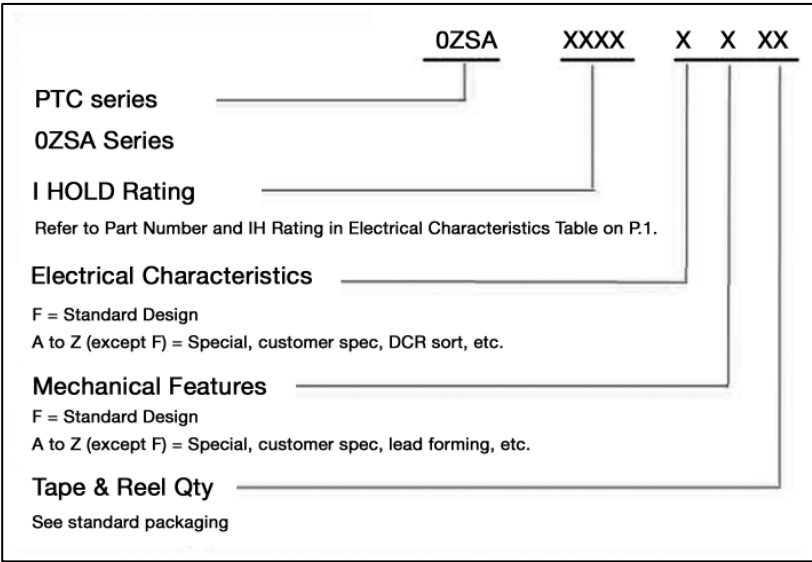 0ZSA XXXX X X XX
PTC series
0ZSA Series
I HOLD Rating
Refer to Part Number and IH Rating in Electrical Characteristics Table on P.1.
Electrical Characteristics
F = Standard Design
A to Z (except F) = Special, customer spec, DCR sort, etc.
Mechanical Features
F = Standard Design
A to Z (except F) = Special, customer spec, lead forming, etc.
Tape & Reel Qty
See standard packaging